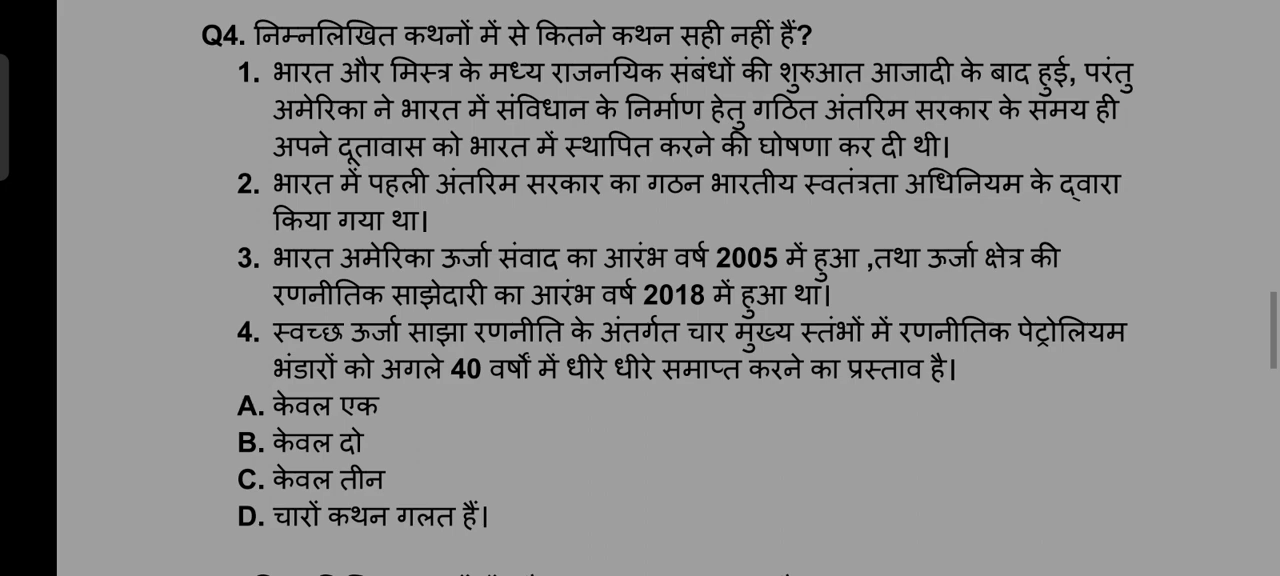 Q4. निम्नलिखित कथनों में से कितने कथन सही नहीं हैं?
1. भारत और मिस्त्र के मध्य राजनयिक संबंधों की शुरुआत आजादी के बाद हुई, परंतु
अमेरिका ने भारत में संविधान के निर्माण हेतु गठित अंतरिम सरकार के समय ही
अपने दूतावास को भारत में स्थापित करने की घोषणा कर दी थी।
2. भारत में पहली अंतरिम सरकार का गठन भारतीय स्वतंत्रता अधिनियम के द्वारा
किया गया था।
3. भारत अमेरिका ऊर्जा संवाद का आरंभ वर्ष 2005 में हुआ ,तथा ऊर्जा क्षेत्र की
रणनीतिक साझेदारी का आरंभ वर्ष 2018 में हुआ था।
4. स्वच्छ ऊर्जा साझा रणनीति के अंतर्गत चार मुख्य स्तंभों में रणनीतिक पेट्रोलियम
भंडारों को अगले 40 वर्षों में धीरे धीरे समाप्त करने का प्रस्ताव है।
A. केवल एक
B. केवल दो
C. केवल तीन
D. चारों कथन गलत हैं।